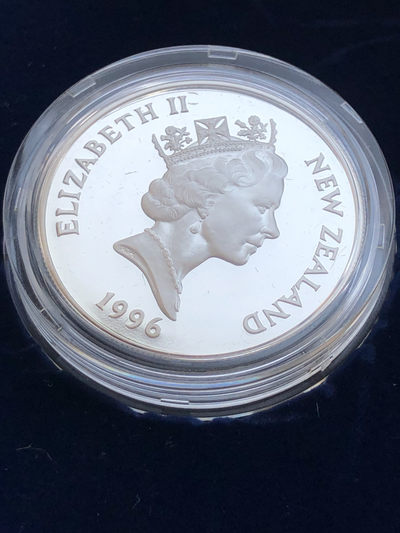 ELIZABETH II
NEW ZEALAND
1996